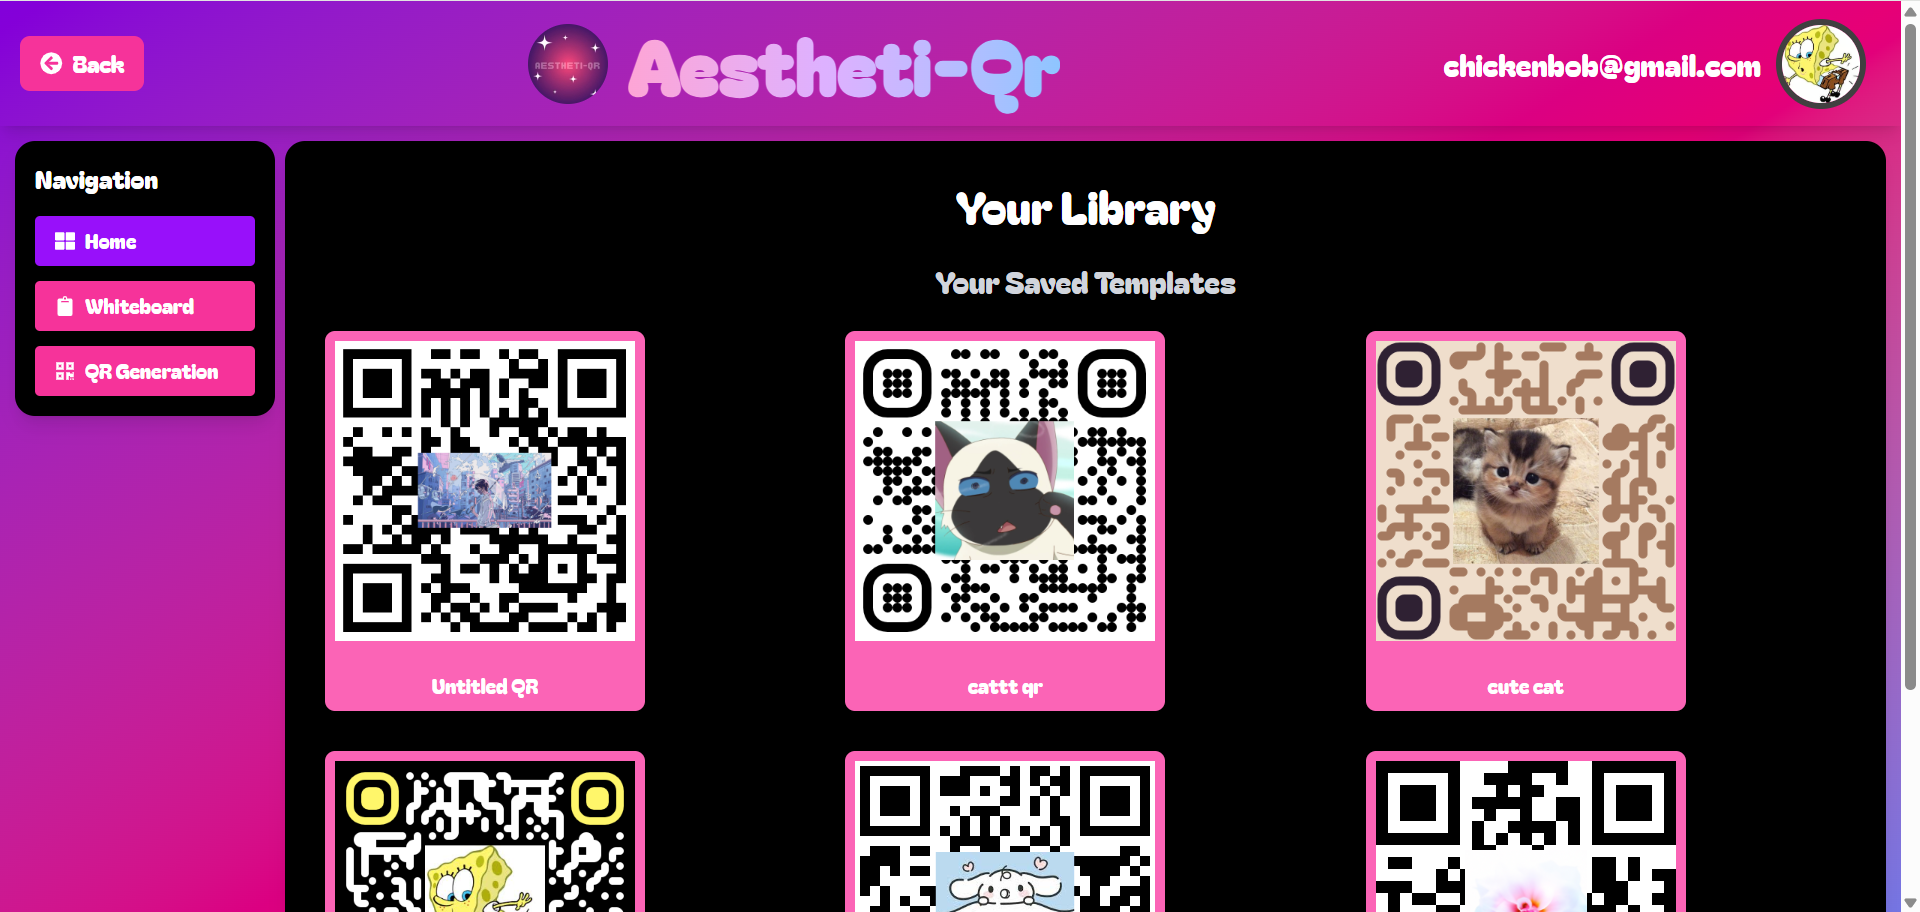 Back
AESTHETI-QR
Aestheti-Qr
chickenbob@gmail.com
Navigation
Home
Whiteboard
QR Generation
Your Library
Your Saved Templates
Untitled QR
cattt qr
cute cat